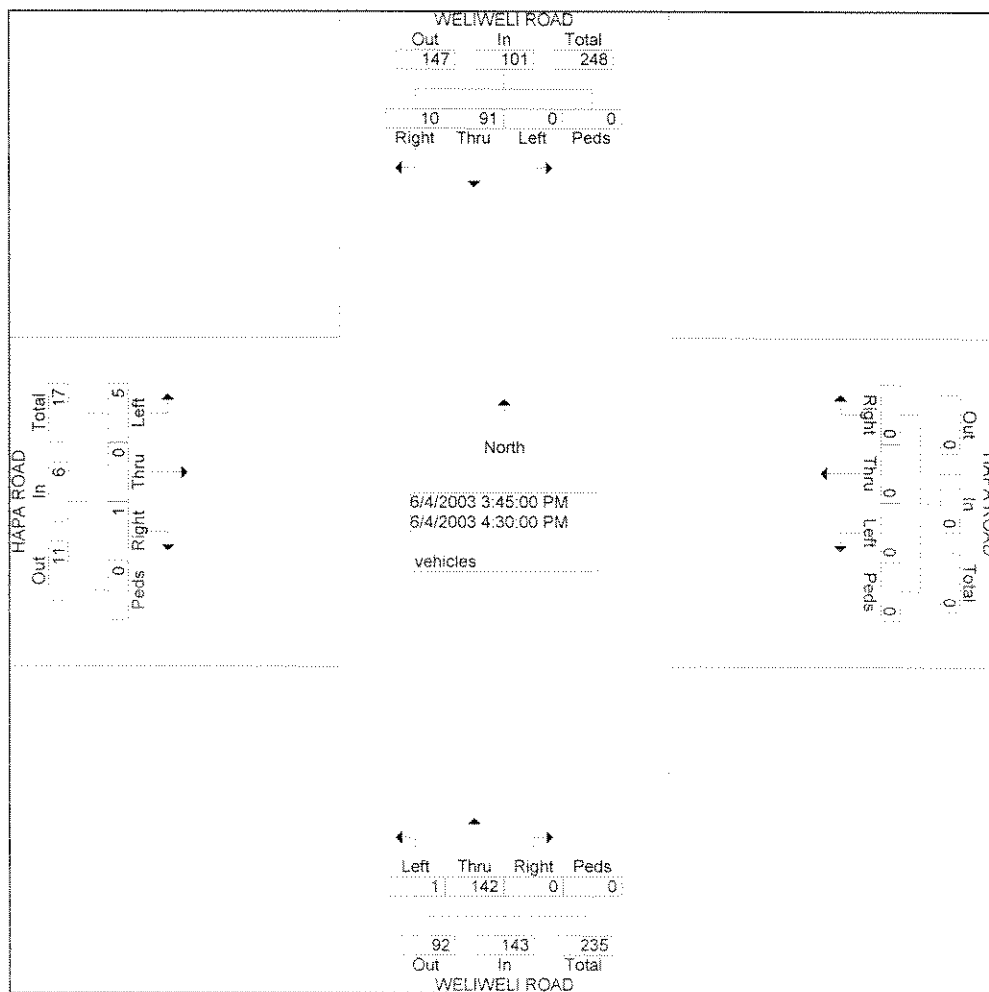 WELIWELI ROAD
Out In Total
147 101 248
10 91 0 0
Right Thru Left Peds
HAPA ROAD
Out In Total
11 6 17
0 1 0 5
Peds Right Thru Left
North
6/4/2003 3:45:00 PM
6/4/2003 4:30:00 PM
vehicles
Right Thru Left Peds
0 0 0 0
Out In Total
0 0 0
HAPA ROAD
Left Thru Right Peds
1 142 0 0
92 143 235
Out In Total
WELIWELI ROAD